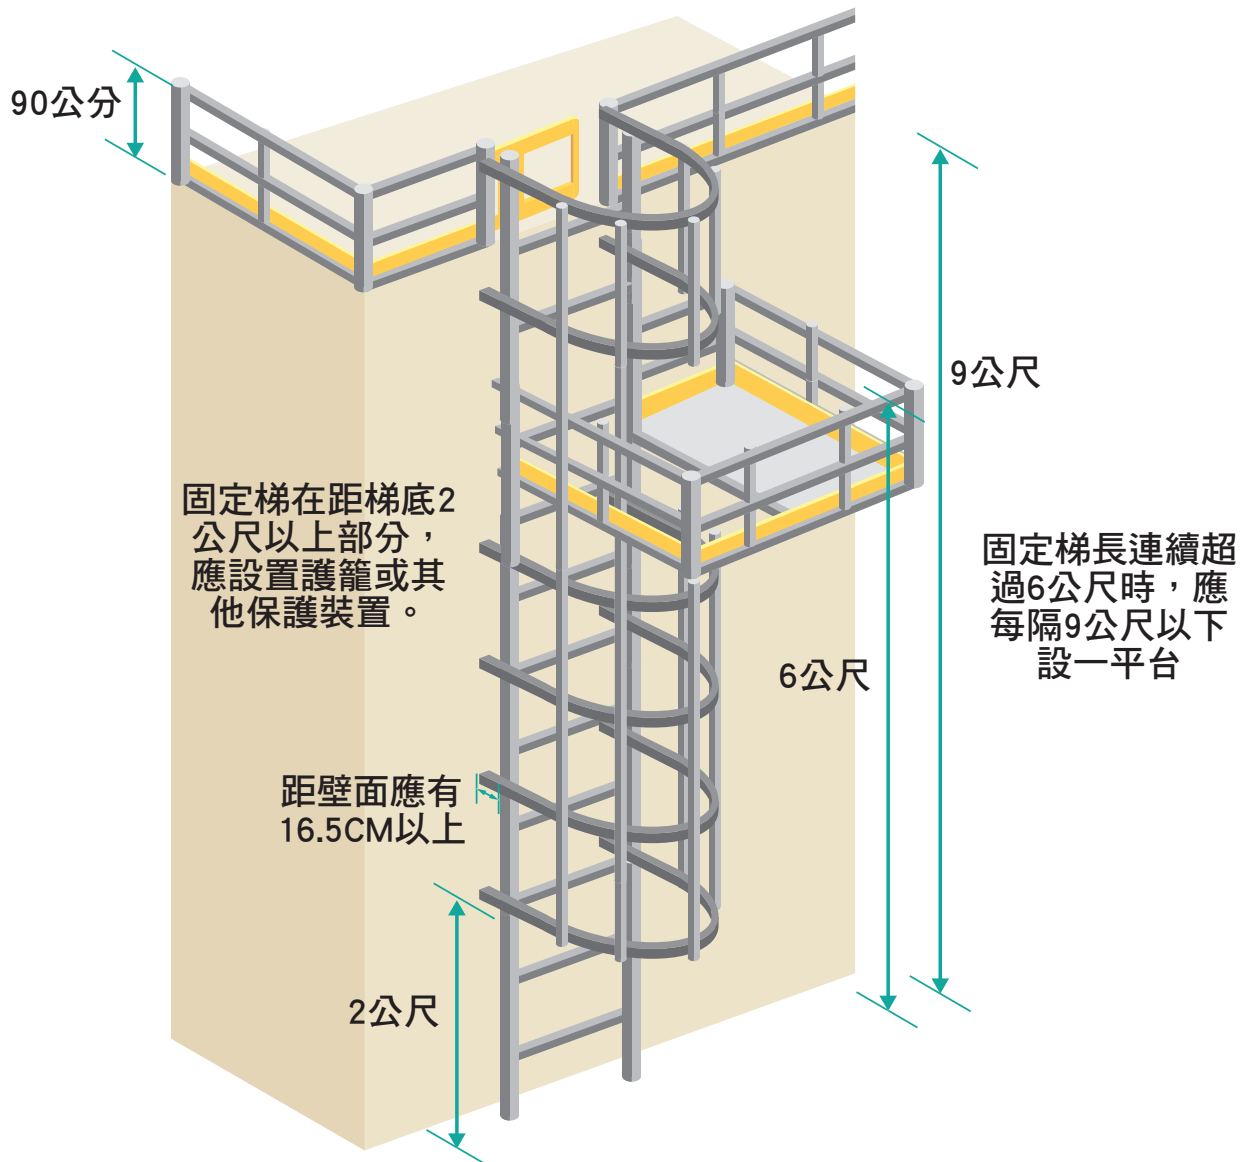 90公分
9公尺
固定梯在距梯底2
公尺以上部分，
應設置護籠或其
他保護裝置。
固定梯長連續超
過6公尺時，應
每隔9公尺以下
設一平台
6公尺
距壁面應有
16.5CM以上
2公尺